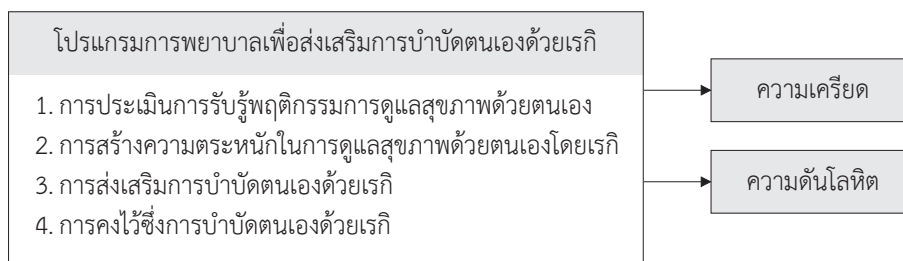 โปรแกรมการพยาบาลเพื่อส่งเสริมการบำบัดตนเองด้วยเรกิ
1. การประเมินการรับรู้พฤติกรรมการดูแลสุขภาพด้วยตนเอง
2. การสร้างความตระหนักในการดูแลสุขภาพด้วยตนเองโดยเรกิ
3. การส่งเสริมการบำบัดตนเองด้วยเรกิ
4. การคงไว้ซึ่งการบำบัดตนเองด้วยเรกิ
ความเครียด
ความดันโลหิต